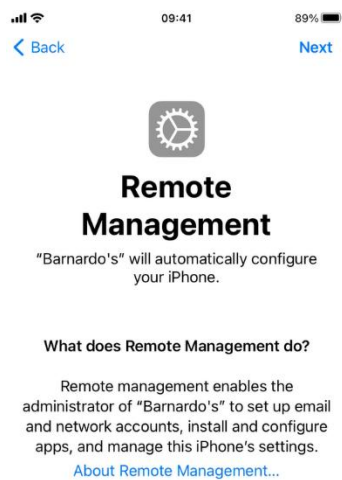 09:41
89%
Back
Next
Remote
Management
"Barnardo's" will automatically configure
your iPhone.
What does Remote Management do?
Remote management enables the
administrator of "Barnardo's" to set up email
and network accounts, install and configure
apps, and manage this iPhone's settings.
About Remote Management...